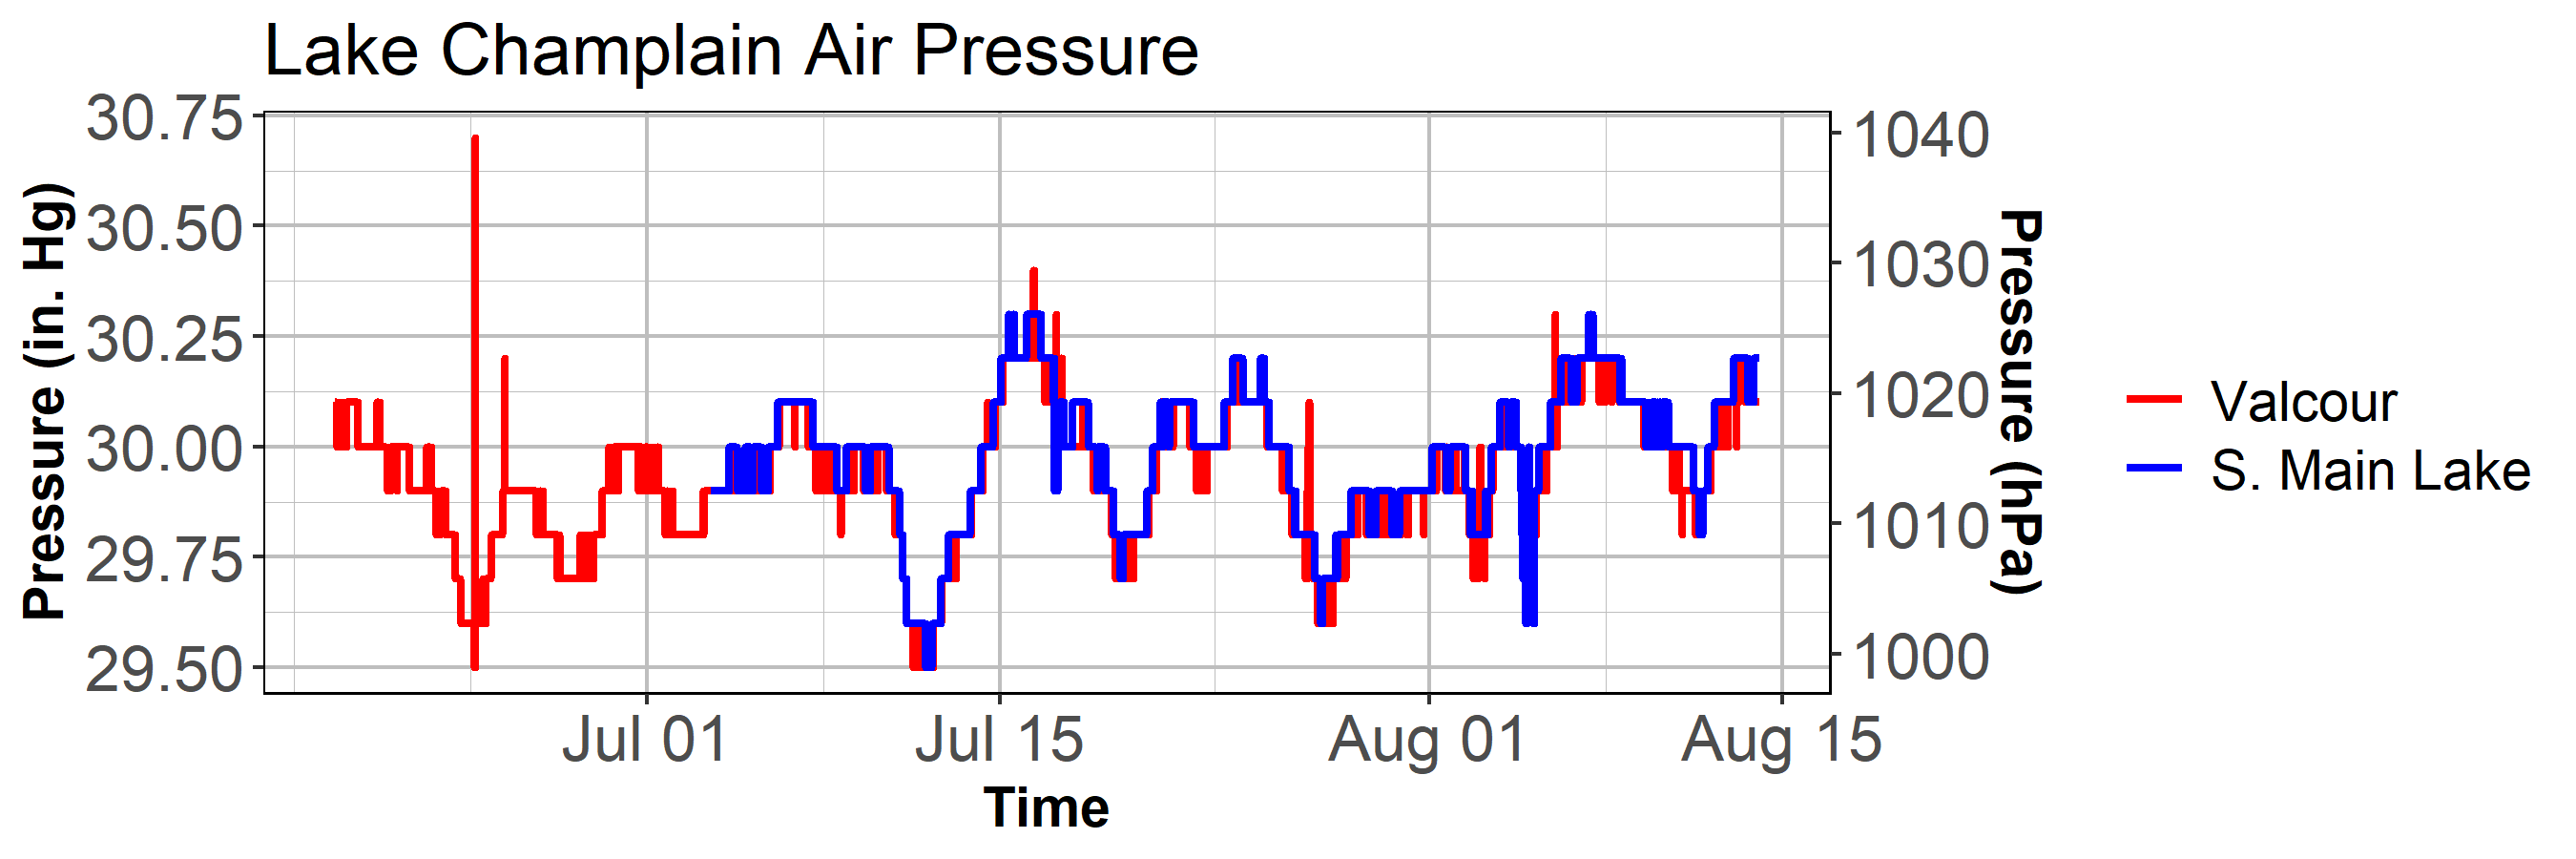 Lake Champlain Air Pressure
Pressure (in. Hg)
30.75
30.50
30.25
30.00
29.75
29.50
1040
1030
1020
1010
1000
Pressure (hPa)
Jul 01
Jul 15
Aug 01
Aug 15
Time
Valcour
S. Main Lake